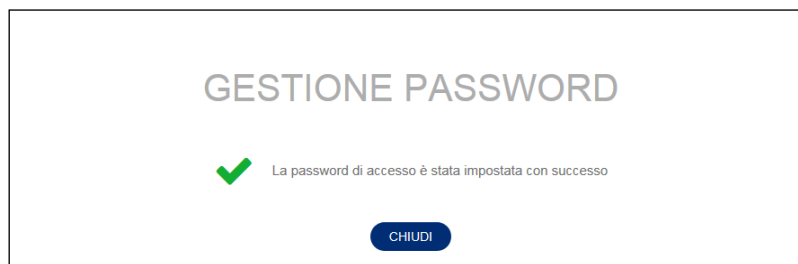 GESTIONE PASSWORD
La password di accesso è stata impostata con successo
CHIUDI